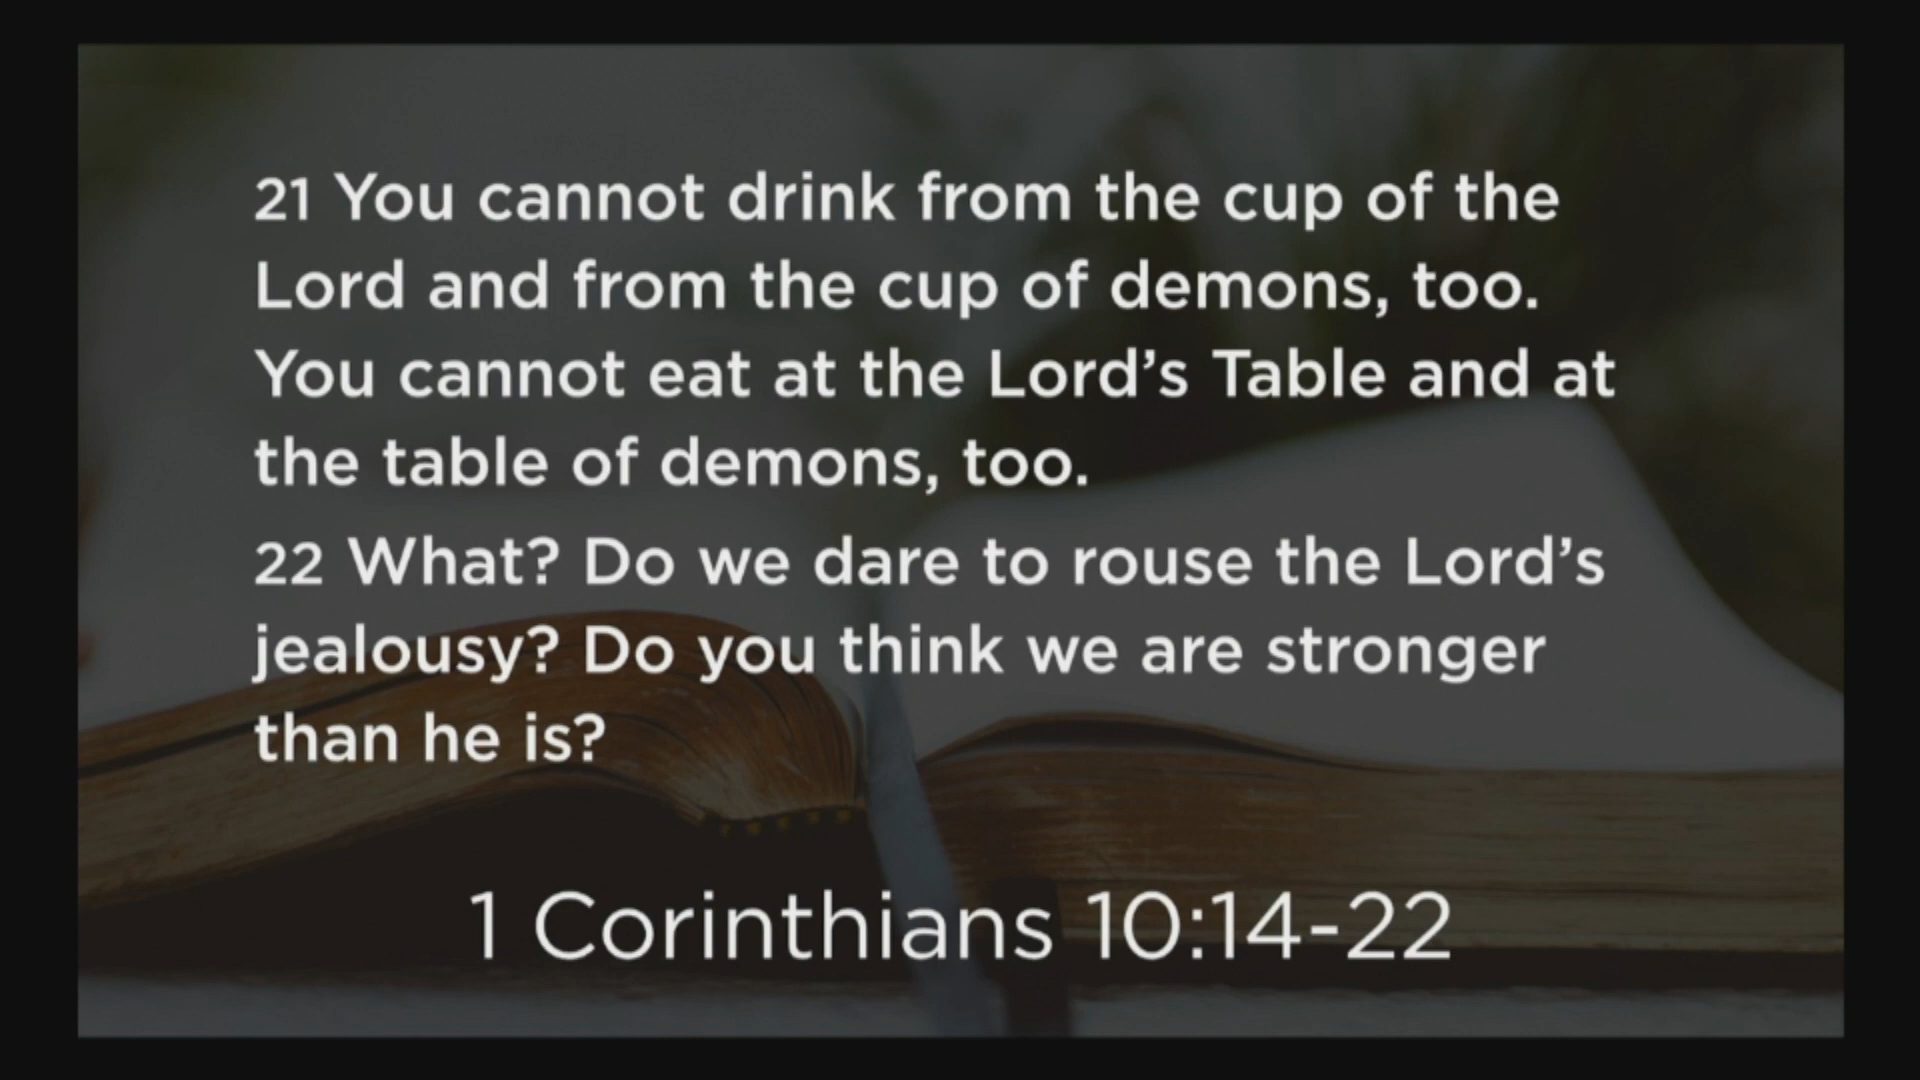 21 You cannot drink from the cup of the
Lord and from the cup of demons, too.
You cannot eat at the Lord’s Table and at
the table of demons, too.
22 What? Do we dare to rouse the Lord’s
jealousy? Do you think we are stronger
than he is?
1 Corinthians 10:14-22